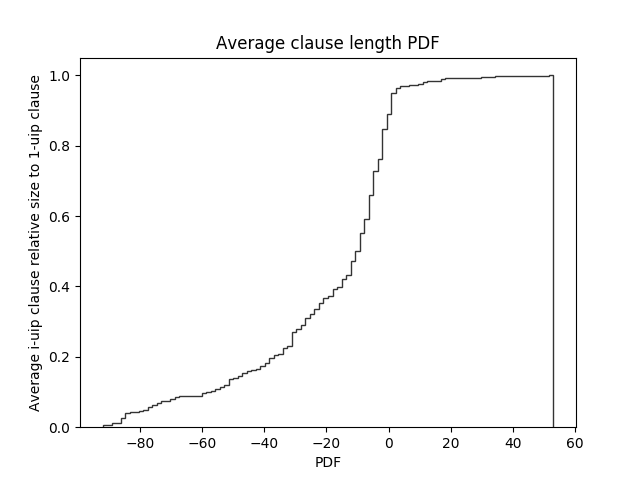 Average clause length PDF
Average i-uip clause relative size to 1-uip clause
1.0
0.8
0.6
0.4
0.2
0.0
−80 −60 −40 −20 0 20 40 60
PDF